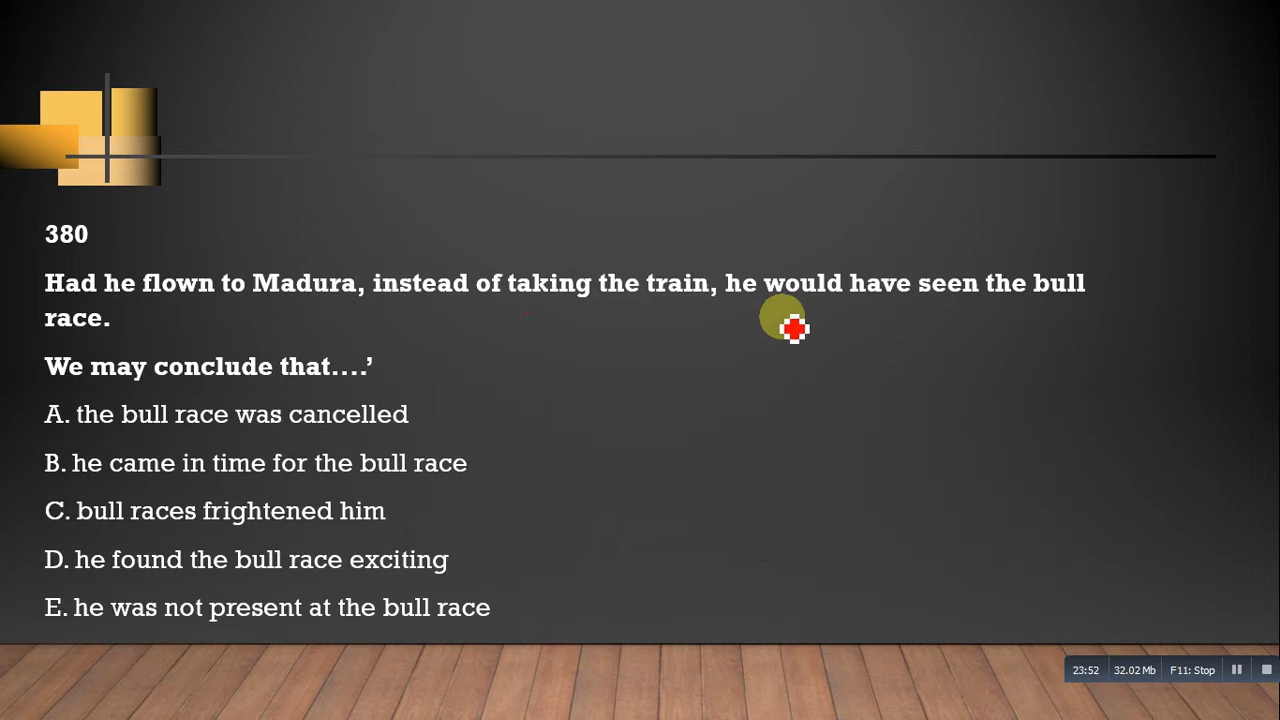 380
Had he flown to Madura, instead of taking the train, he would have seen the bull
race.
We may conclude that....’
A. the bull race was cancelled
B. he came in time for the bull race
C. bull races frightened him
D. he found the bull race exciting
E. he was not present at the bull race
23:52 32.02 Mb F11: Stop